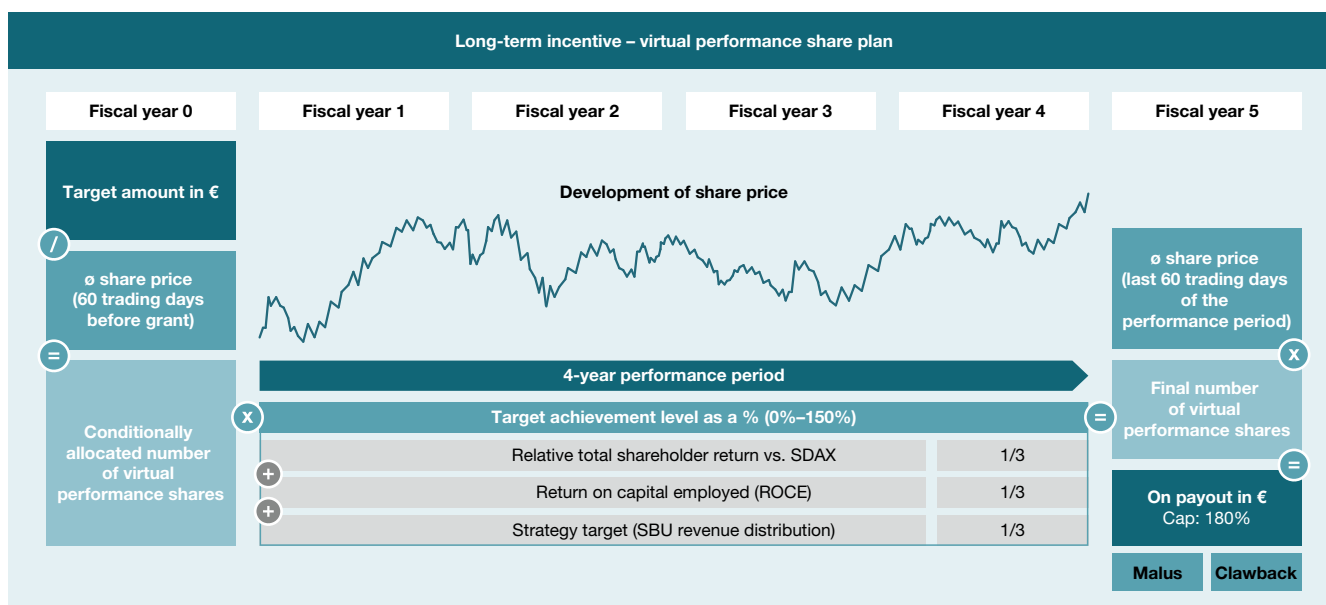 Long-term incentive – virtual performance share plan
Fiscal year 0
Fiscal year 1
Fiscal year 2
Fiscal year 3
Fiscal year 4
Fiscal year 5
Target amount in €
/
ø share price
(60 trading days
before grant)
=
Conditionally
allocated number
of virtual
performance shares
Development of share price
4-year performance period
x
Target achievement level as a % (0%–150%)
=
Relative total shareholder return vs. SDAX
1/3
+
Return on capital employed (ROCE)
1/3
+
Strategy target (SBU revenue distribution)
1/3
ø share price
(last 60 trading days
of the
performance period)
x
Final number
of virtual
performance shares
=
On payout in €
Cap: 180%
Malus
Clawback